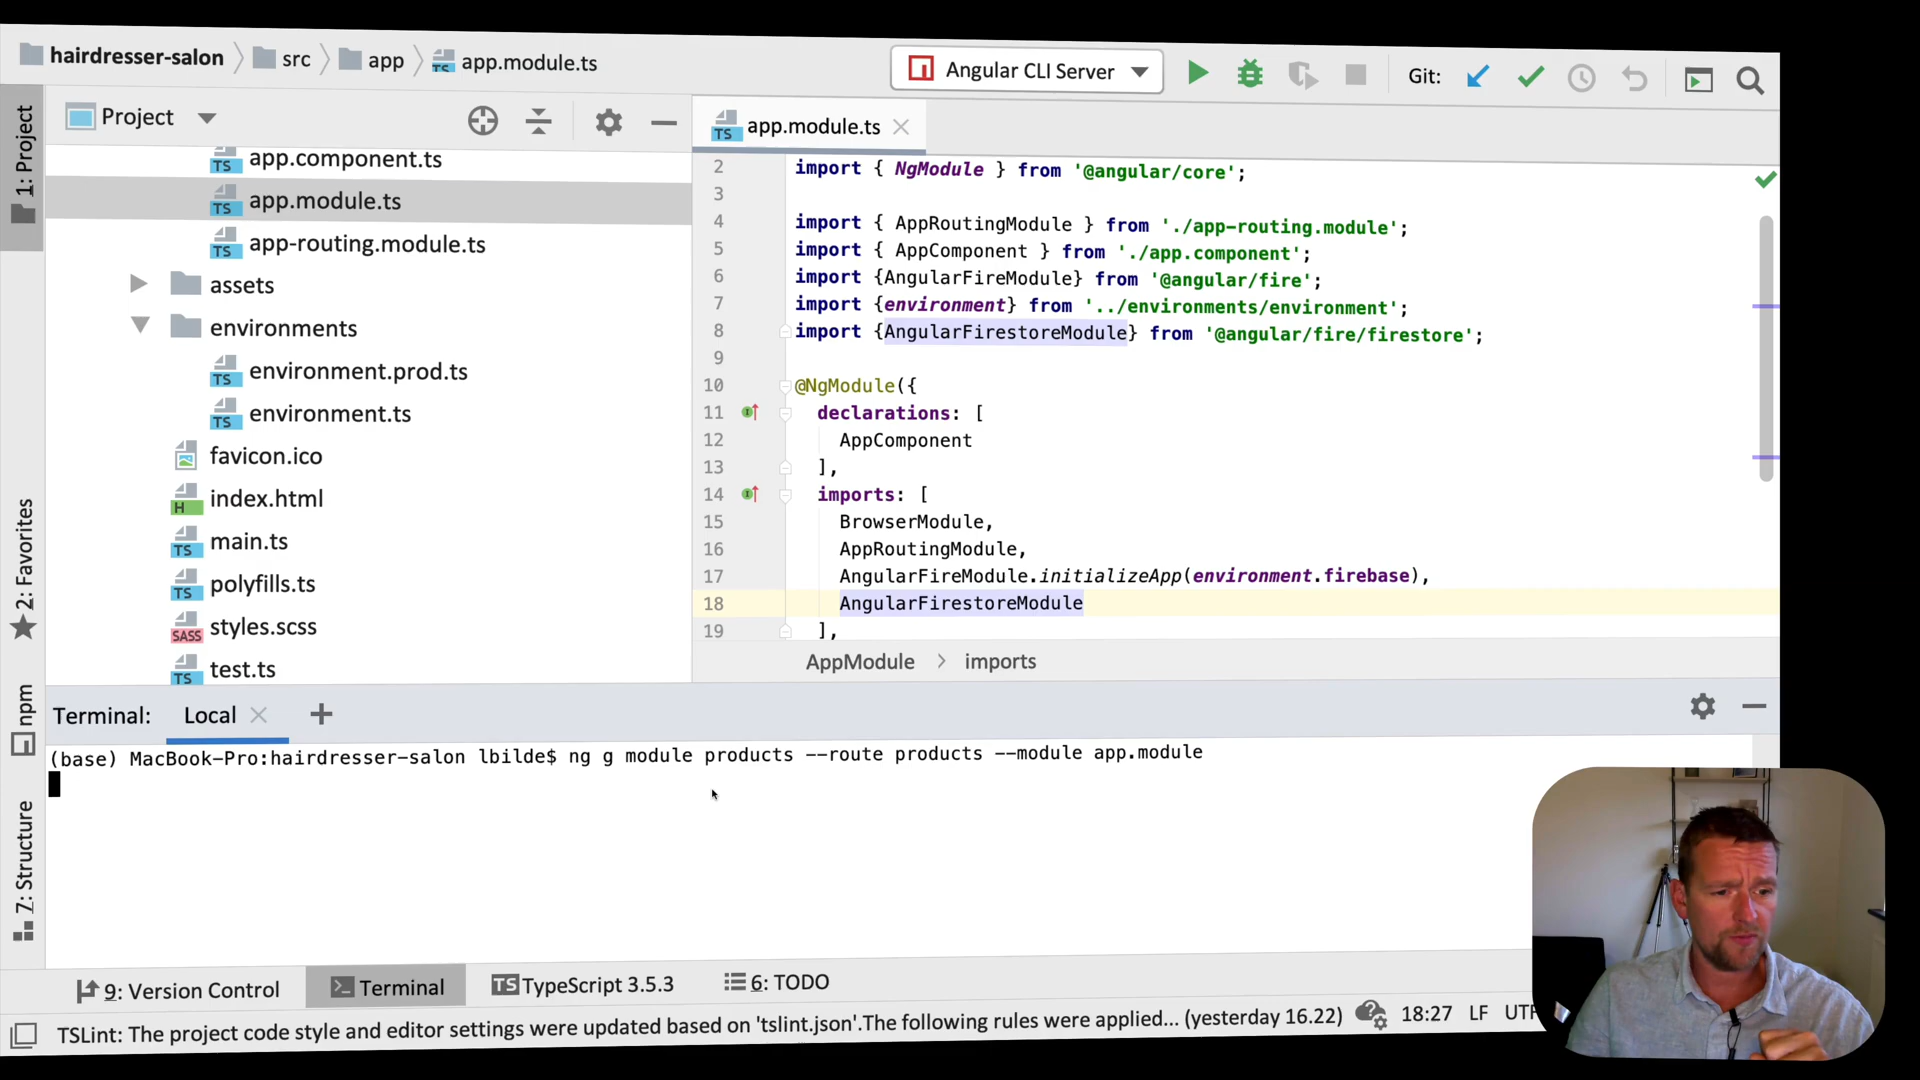 hairdresser-salon src app app.module.ts
Angular CLI Server
Git:
1: Project
Project
app.component.ts
app.module.ts
app-routing.module.ts
assets
environments
environment.prod.ts
environment.ts
favicon.ico
index.html
main.ts
polyfills.ts
styles.scss
test.ts
app.module.ts
2 import { NgModule } from '@angular/core';
3
4 import { AppRoutingModule } from './app-routing.module';
5 import { AppComponent } from './app.component';
6 import {AngularFireModule} from '@angular/fire';
7 import {environment} from '../environments/environment';
8 import {AngularFirestoreModule} from '@angular/fire/firestore';
9
10 @NgModule({
11 declarations: [
12 AppComponent
13 ],
14 imports: [
15 BrowserModule,
16 AppRoutingModule,
17 AngularFireModule.initializeApp(environment.firebase),
18 AngularFirestoreModule
19 ],
AppModule > imports
2: Favorites
npm
7: Structure
Terminal: Local
(base) MacBook-Pro:hairdresser-salon lbilde$ ng g module products --route products --module app.module
9: Version Control
Terminal
TypeScript 3.5.3
6: TODO
TSLint: The project code style and editor settings were updated based on 'tslint.json'.The following rules were applied... (yesterday 16.22)
18:27 LF